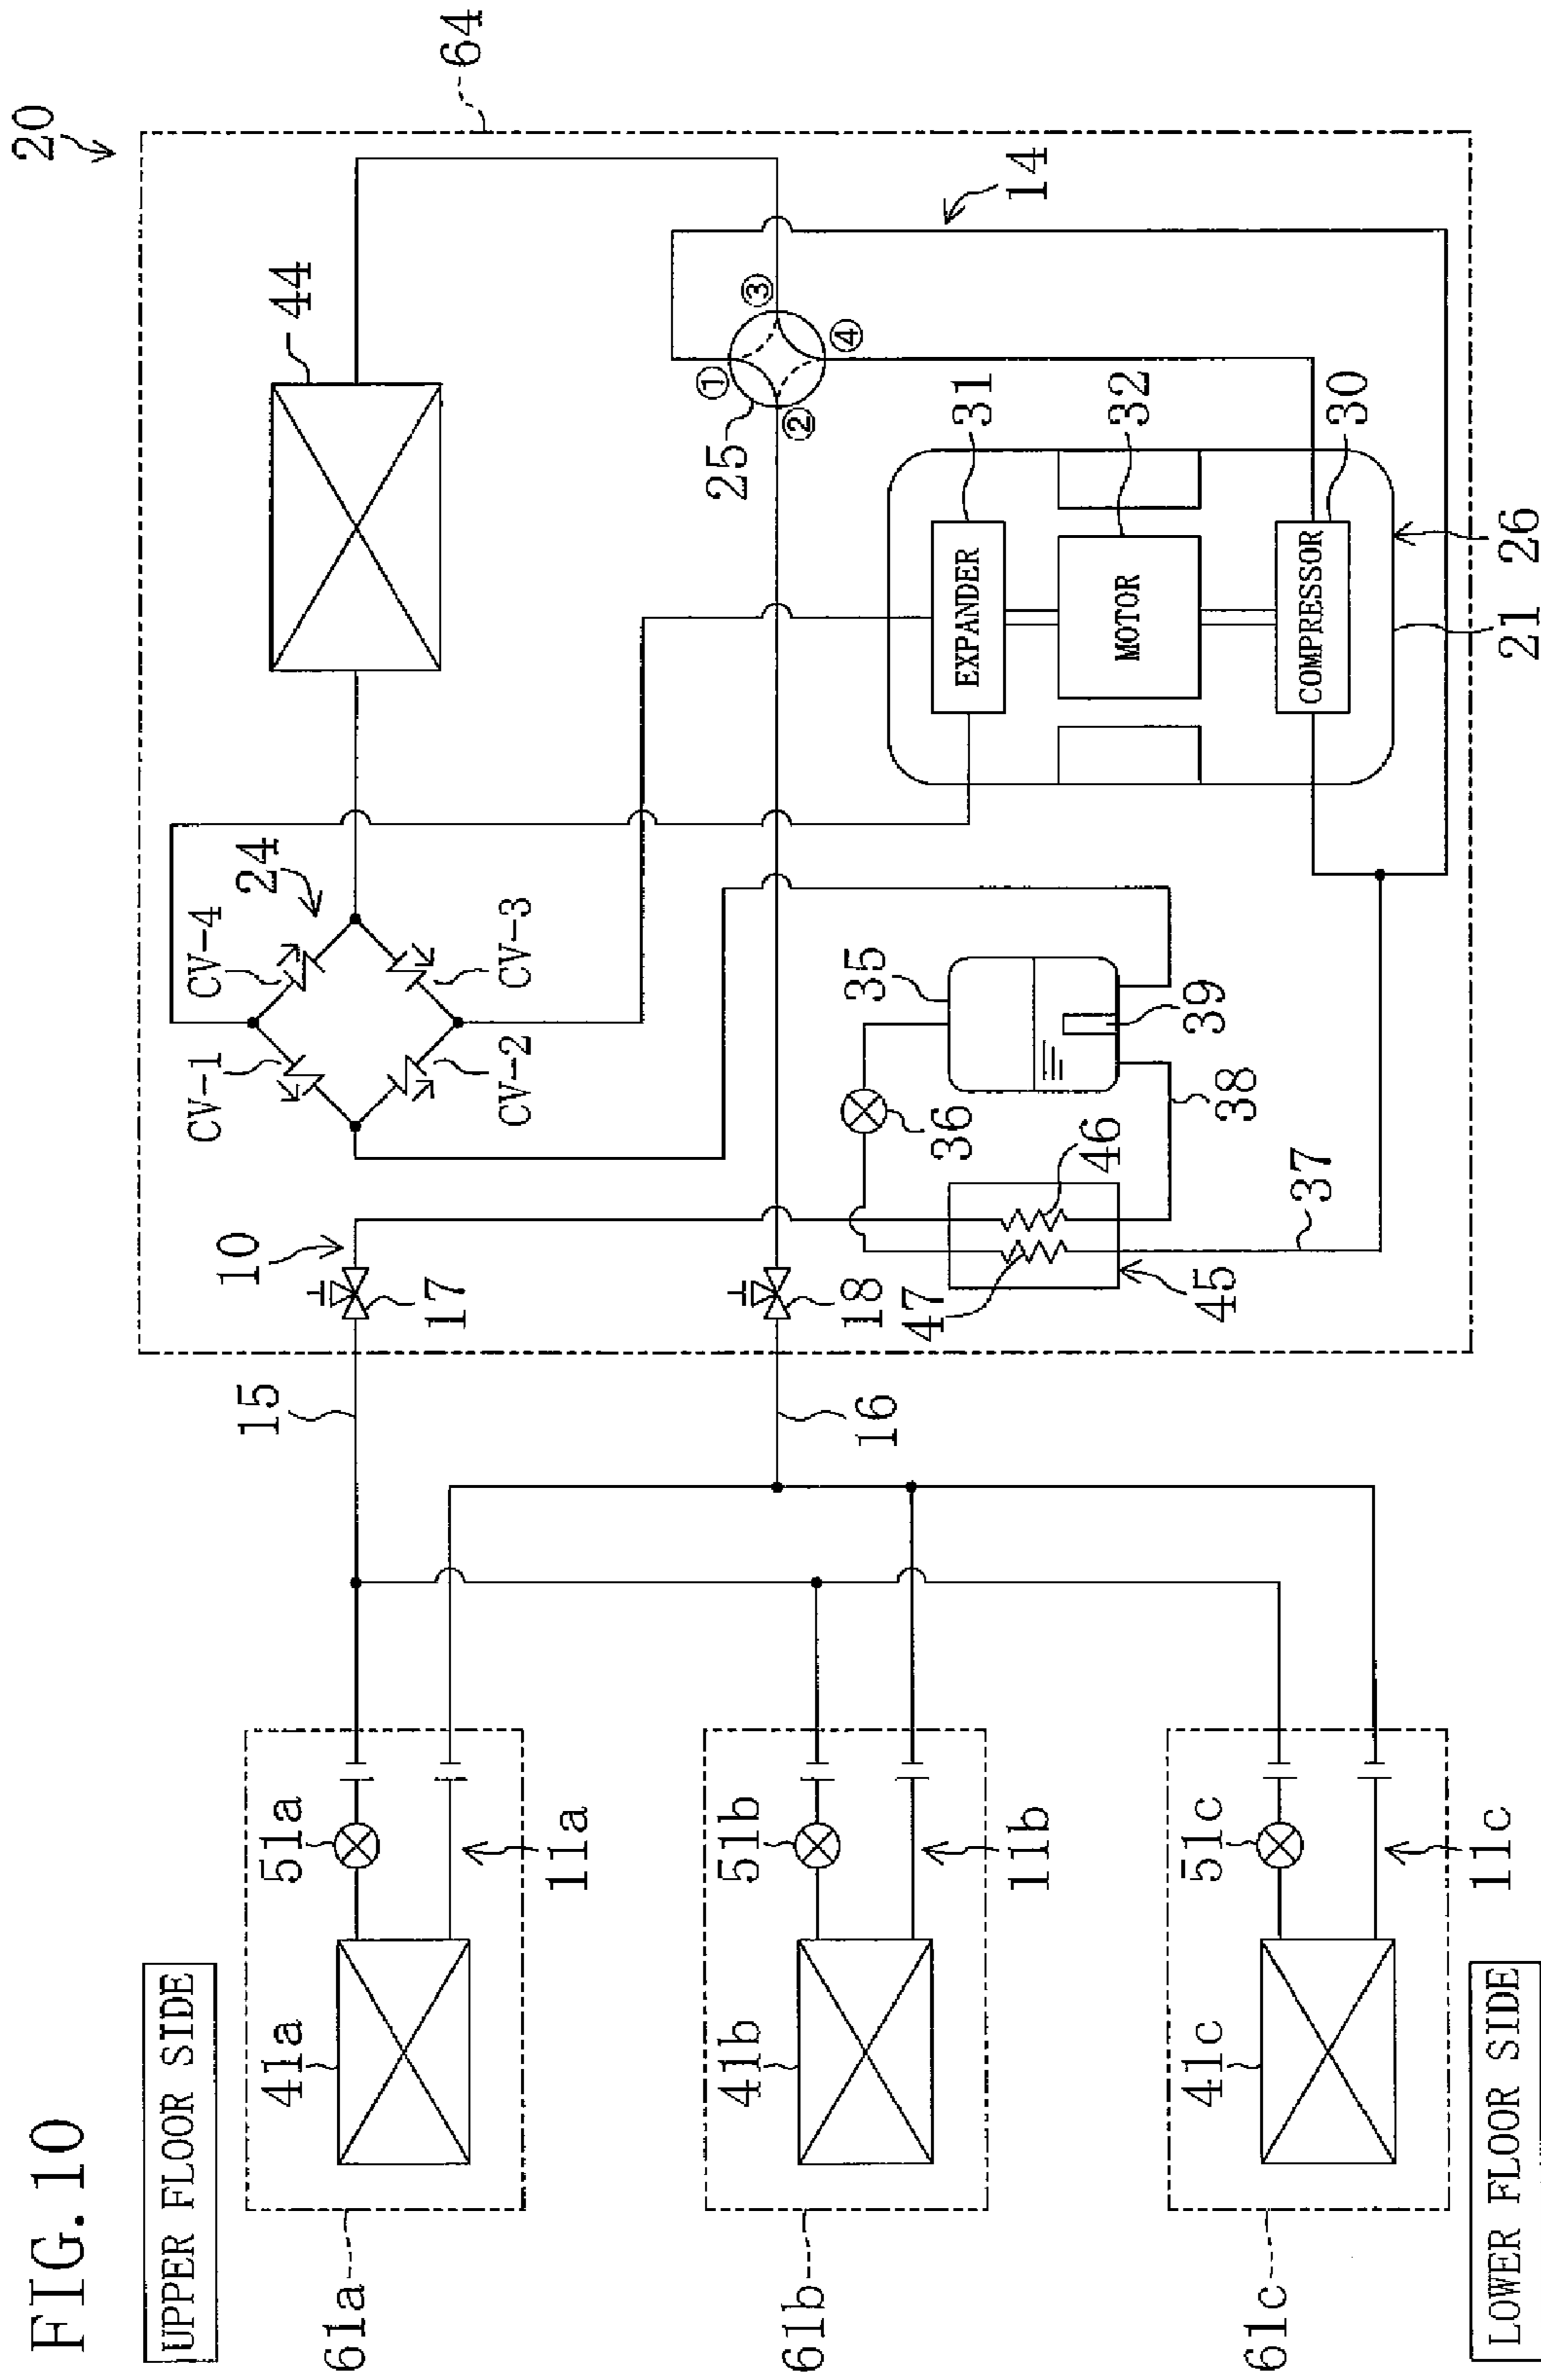 FIG. 10
UPPER FLOOR SIDE
61a
41a
51a
11a
61b
41b
51b
11b
61c
41c
51c
11c
LOWER FLOOR SIDE
15
16
20
64
10
17
18
CV-1
CV-4
24
CV-2
CV-3
44
25
①
②
③
④
14
36
35
39
38
46
47
45
37
EXPANDER
31
MOTOR
32
COMPRESSOR
30
21
26